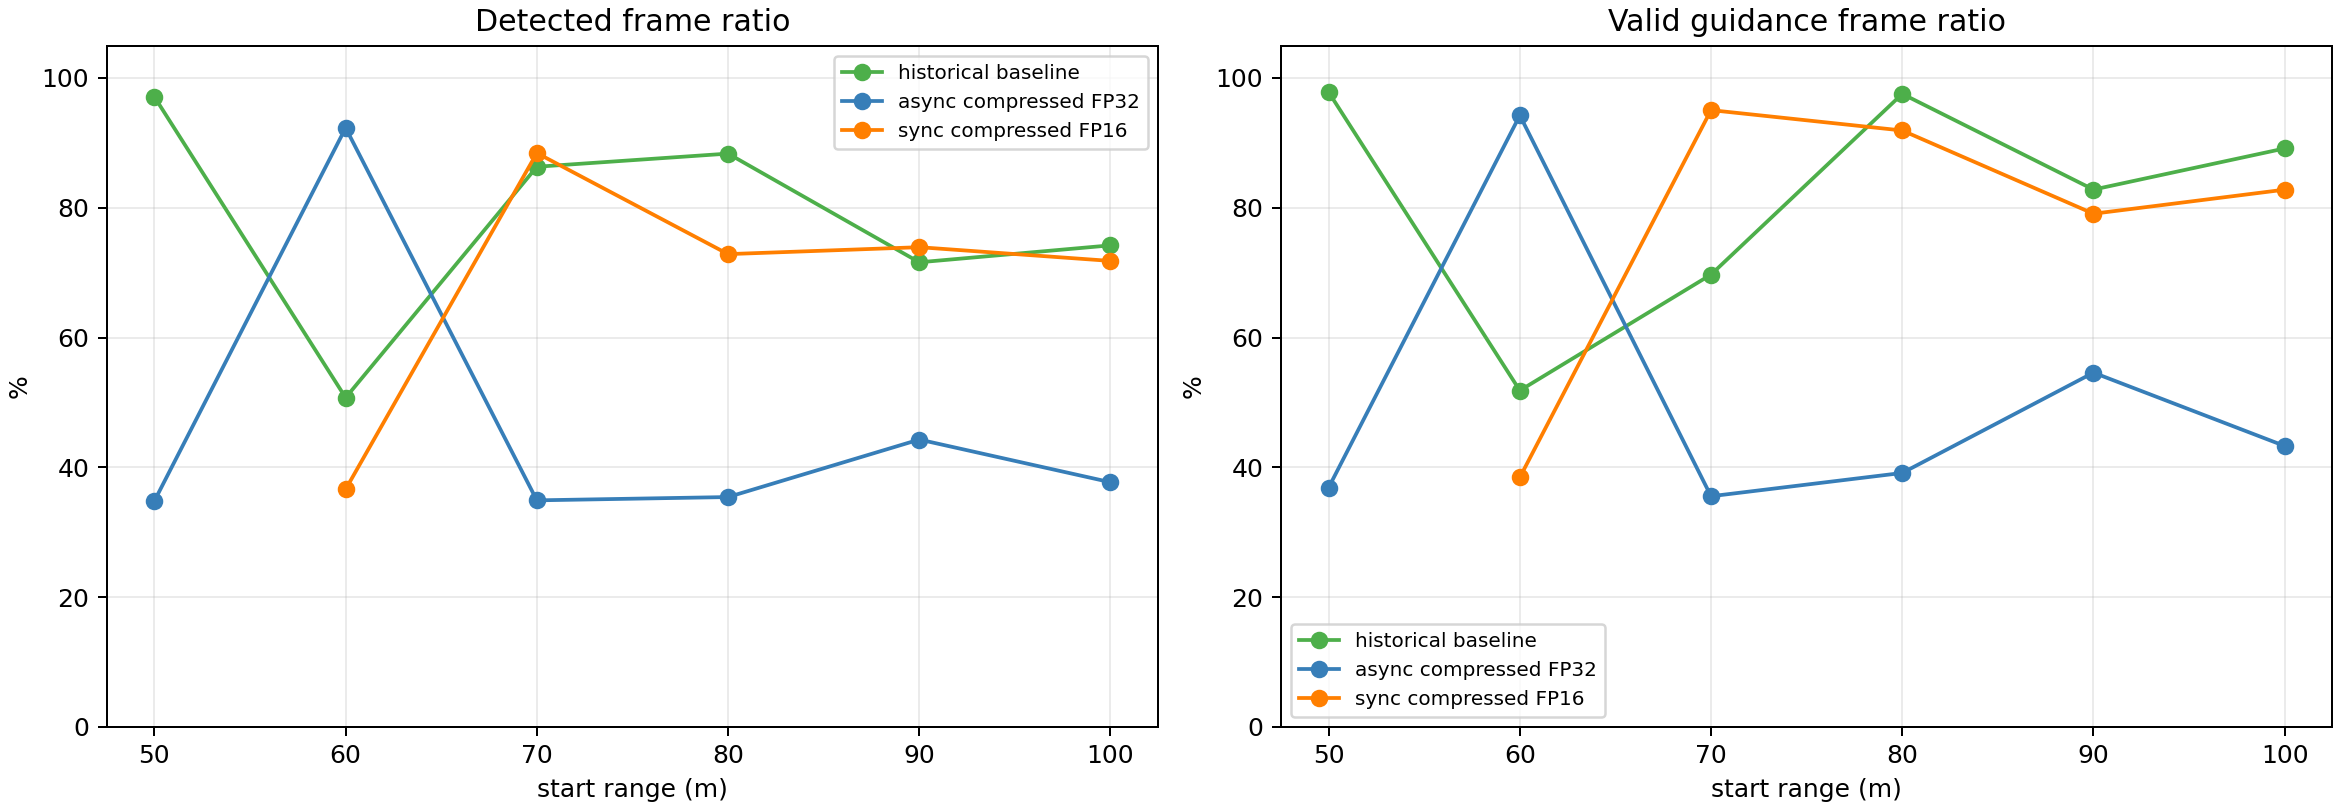 Detected frame ratio
100
80
60
40
20
0
%
historical baseline
async compressed FP32
sync compressed FP16
50 60 70 80 90 100
start range (m)
Valid guidance frame ratio
100
80
60
40
20
0
%
historical baseline
async compressed FP32
sync compressed FP16
50 60 70 80 90 100
start range (m)